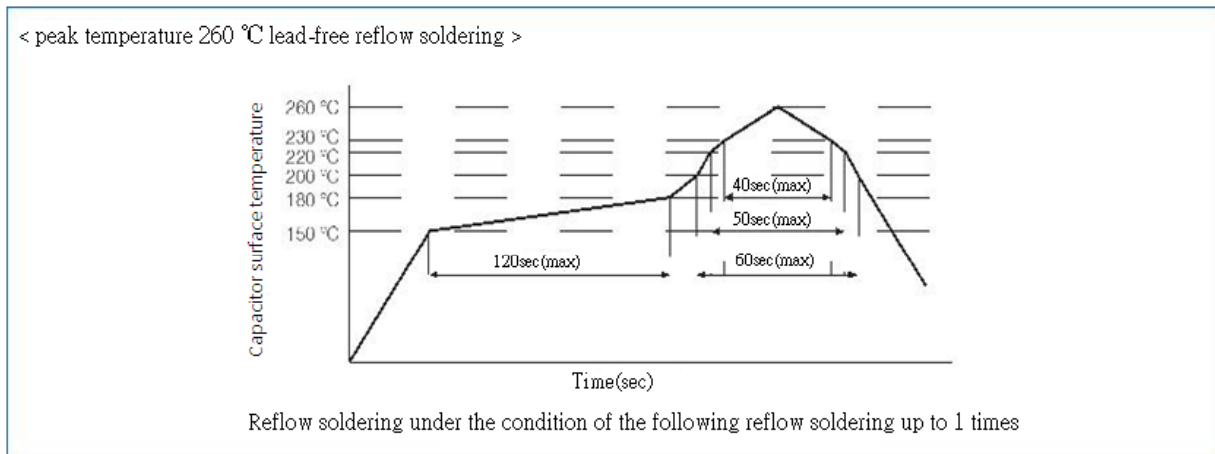 < peak temperature 260 ℃ lead-free reflow soldering >
Capacitor surface temperature
260 ℃
230 ℃
220 ℃
200 ℃
180 ℃
150 ℃
40sec(max)
50sec(max)
120sec(max)
60sec(max)
Time(sec)
Reflow soldering under the condition of the following reflow soldering up to 1 times